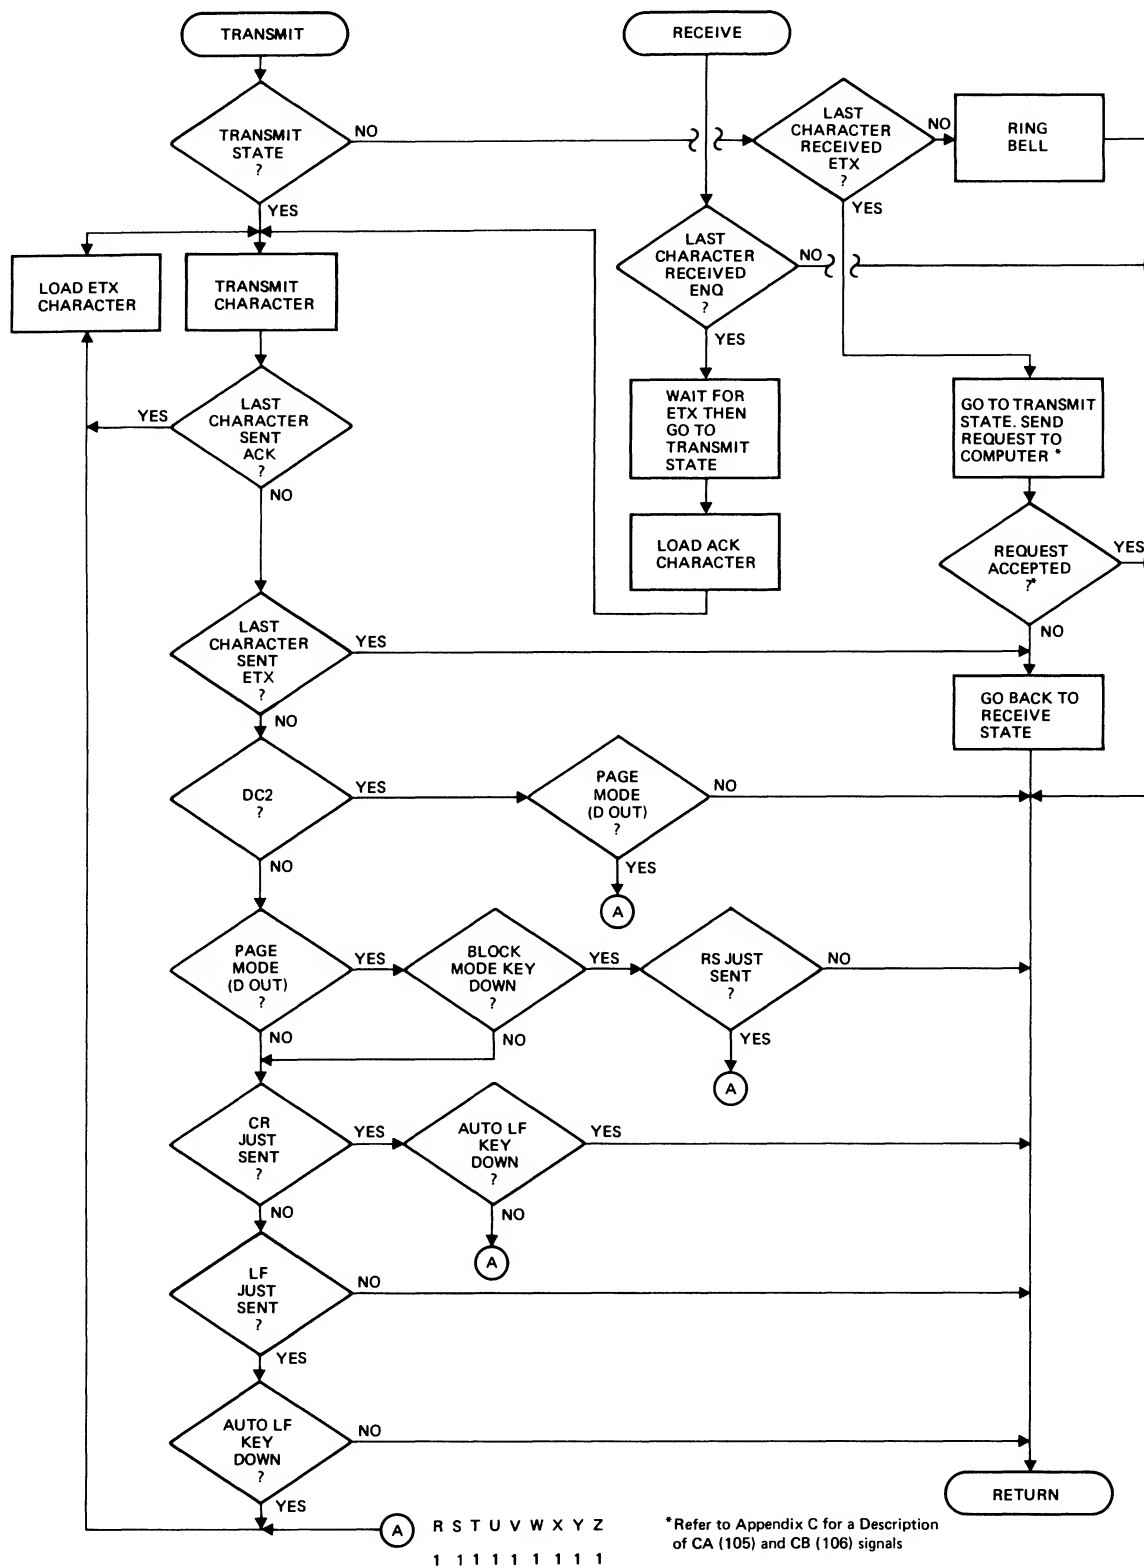 TRANSMIT
RECEIVE
TRANSMIT
STATE
?
NO
YES
LAST
CHARACTER
RECEIVED
ETX
?
NO
YES
RING
BELL
LOAD ETX
CHARACTER
TRANSMIT
CHARACTER
LAST
CHARACTER
RECEIVED
ENQ
?
NO
YES
LAST
CHARACTER
SENT
ACK
?
YES
NO
WAIT FOR
ETX THEN
GO TO
TRANSMIT
STATE
GO TO TRANSMIT
STATE. SEND
REQUEST TO
COMPUTER *
LOAD ACK
CHARACTER
REQUEST
ACCEPTED
?*
YES
NO
LAST
CHARACTER
SENT
ETX
?
YES
NO
GO BACK TO
RECEIVE
STATE
DC2
?
YES
NO
PAGE
MODE
(D OUT)
?
NO
YES
A
PAGE
MODE
(D OUT)
?
YES
NO
BLOCK
MODE KEY
DOWN
?
YES
NO
RS JUST
SENT
?
NO
YES
A
CR
JUST
SENT
?
YES
NO
AUTO LF
KEY
DOWN
?
YES
NO
A
LF
JUST
SENT
?
NO
YES
AUTO LF
KEY
DOWN
?
NO
YES
RETURN
A
R S T U V W X Y Z
1 1 1 1 1 1 1 1 1
*Refer to Appendix C for a Description
of CA (105) and CB (106) signals